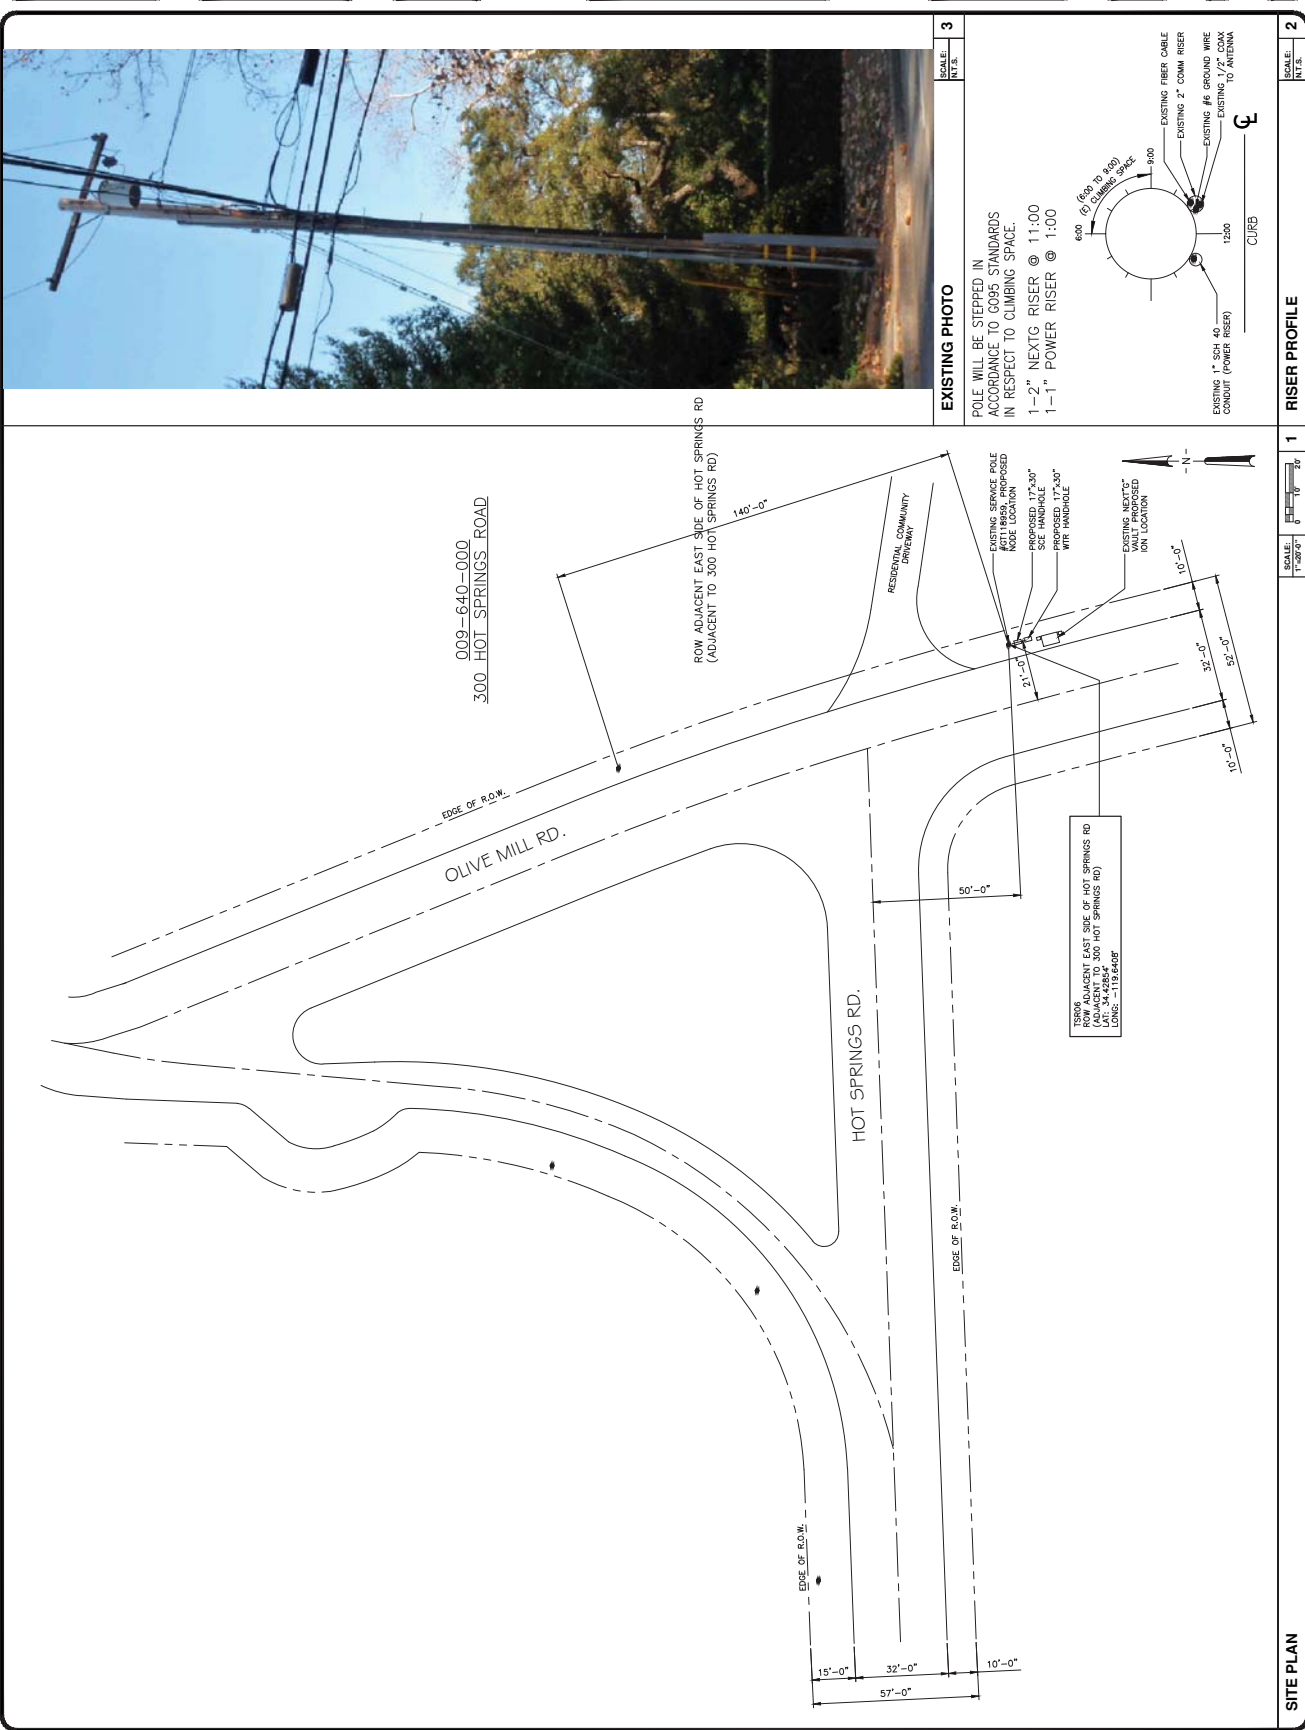 009-640-000
300 HOT SPRINGS ROAD
ROW ADJACENT EAST SIDE OF HOT SPRINGS RD
(ADJACENT TO 300 HOT SPRINGS RD)
140'-0"
EDGE OF R.O.W.
OLIVE MILL RD.
RESIDENTIAL COMMUNITY
DRIVEWAY
EXISTING SERVICE POLE
#GT118959, PROPOSED
NODE LOCATION
PROPOSED 17"x30"
SCE HANDHOLE
PROPOSED 17"x30"
WTR HANDHOLE
EXISTING NEXT"G"
VAULT PROPOSED
ION LOCATION
- N -
21'-0"
10'-0"
32'-0"
52'-0"
10'-0"
50'-0"
HOT SPRINGS RD.
TSR06
ROW ADJACENT EAST SIDE OF HOT SPRINGS RD
(ADJACENT TO 300 HOT SPRINGS RD)
LAT: 34.42854°
LONG: -119.6408°
EDGE OF R.O.W.
EDGE OF R.O.W.
15'-0"
32'-0"
10'-0"
57'-0"
SITE PLAN
SCALE:
1"=20'-0"
0 10' 20'
1
EXISTING PHOTO
SCALE:
N.T.S.
3
POLE WILL BE STEPPED IN
ACCORDANCE TO GO95 STANDARDS
IN RESPECT TO CLIMBING SPACE.
1-2" NEXTG RISER @ 11:00
1-1" POWER RISER @ 1:00
(6:00 TO 9:00)
(E) CLIMBING SPACE
6:00
9:00
12:00
EXISTING FIBER CABLE
EXISTING 2" COMM RISER
EXISTING #6 GROUND WIRE
EXISTING 1/2" COAX
TO ANTENNA
EXISTING 1" SCH 40
CONDUIT (POWER RISER)
CURB
CL
RISER PROFILE
SCALE:
N.T.S.
2